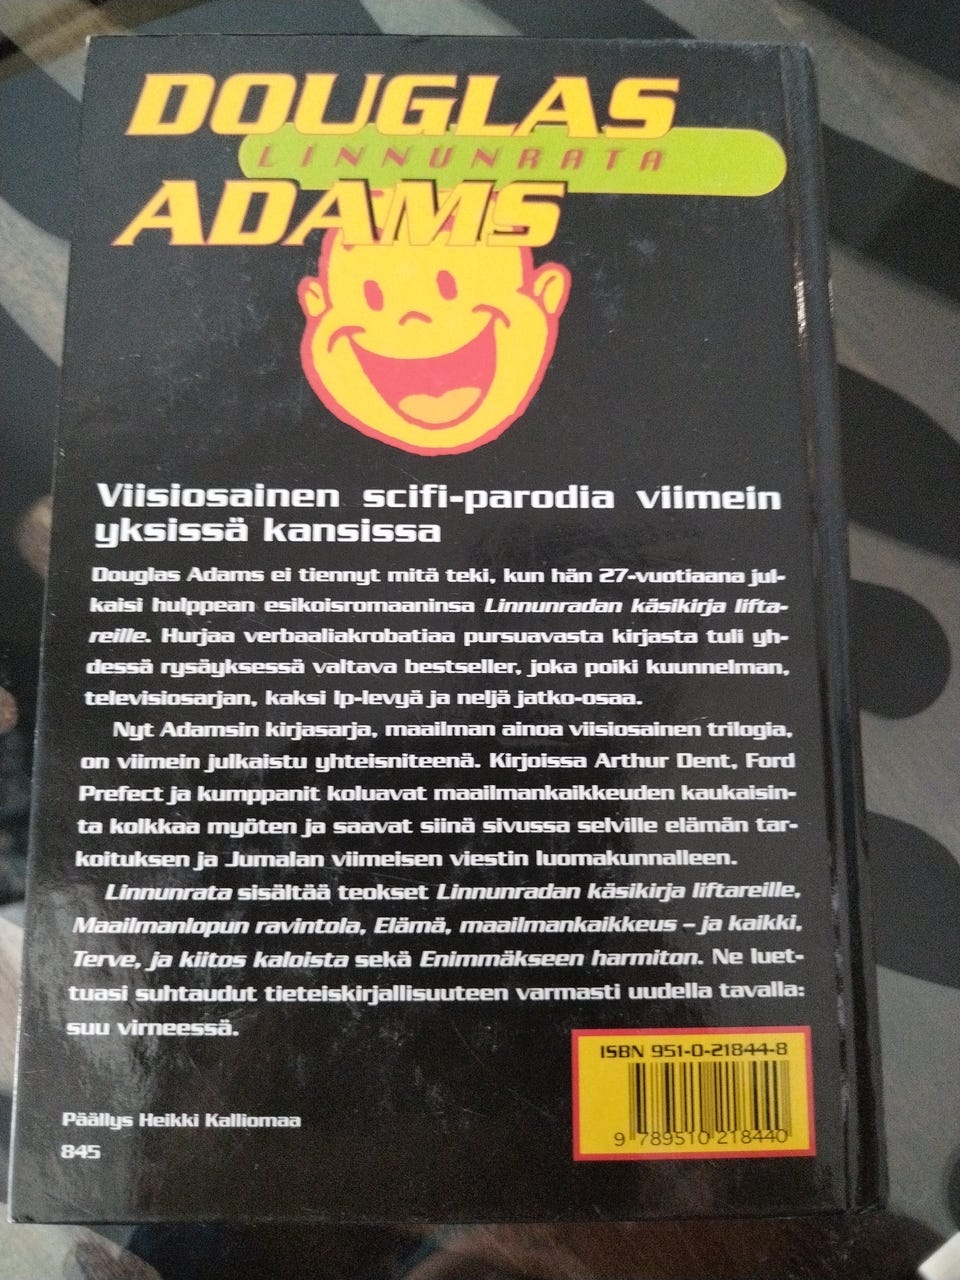 DOUGLAS
LINNUNRATA
ADAMS
Viisiosainen scifi-parodia viimein
yksissä kansissa
Douglas Adams ei tiennyt mitä teki, kun hän 27-vuotiaana jul-
kaisi hulppean esikoisromaaninsa Linnunradan käsikirja lifta-
reille. Hurjaa verbaaliakrobatiaa pursuavasta kirjasta tuli yh-
dessä rysäyksessä valtava bestseller, joka poiki kuunnelman,
televisiosarjan, kaksi lp-levyä ja neljä jatko-osaa.
Nyt Adamsin kirjasarja, maailman ainoa viisiosainen trilogia,
on viimein julkaistu yhteisniteenä. Kirjoissa Arthur Dent, Ford
Prefect ja kumppanit koluavat maailmankaikkeuden kaukaisin-
ta kolkkaa myöten ja saavat siinä sivussa selville elämän tar-
koituksen ja Jumalan viimeisen viestin luomakunnalleen.
Linnunrata sisältää teokset Linnunradan käsikirja liftareille,
Maailmanlopun ravintola, Elämä, maailmankaikkeus – ja kaikki,
Terve, ja kiitos kaloista sekä Enimmäkseen harmiton. Ne luet-
tuasi suhtaudut tieteiskirjallisuuteen varmasti uudella tavalla:
suu virneessä.
ISBN 951-0-21844-8
9 789510 218440
Päällys Heikki Kalliomaa
845